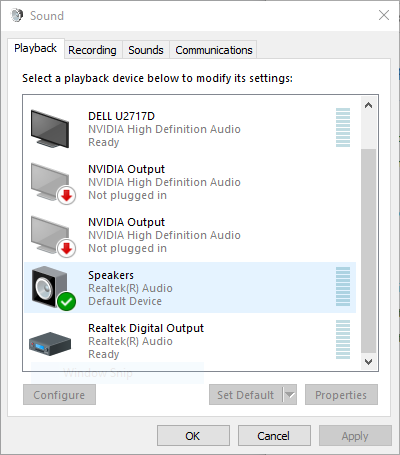 Sound
Playback
Recording
Sounds
Communications
Select a playback device below to modify its settings:
DELL U2717D
NVIDIA High Definition Audio
Ready
NVIDIA Output
NVIDIA High Definition Audio
Not plugged in
NVIDIA Output
NVIDIA High Definition Audio
Not plugged in
Speakers
Realtek(R) Audio
Default Device
Realtek Digital Output
Realtek(R) Audio
Ready
Window Snip
Configure
Set Default
Properties
OK
Cancel
Apply